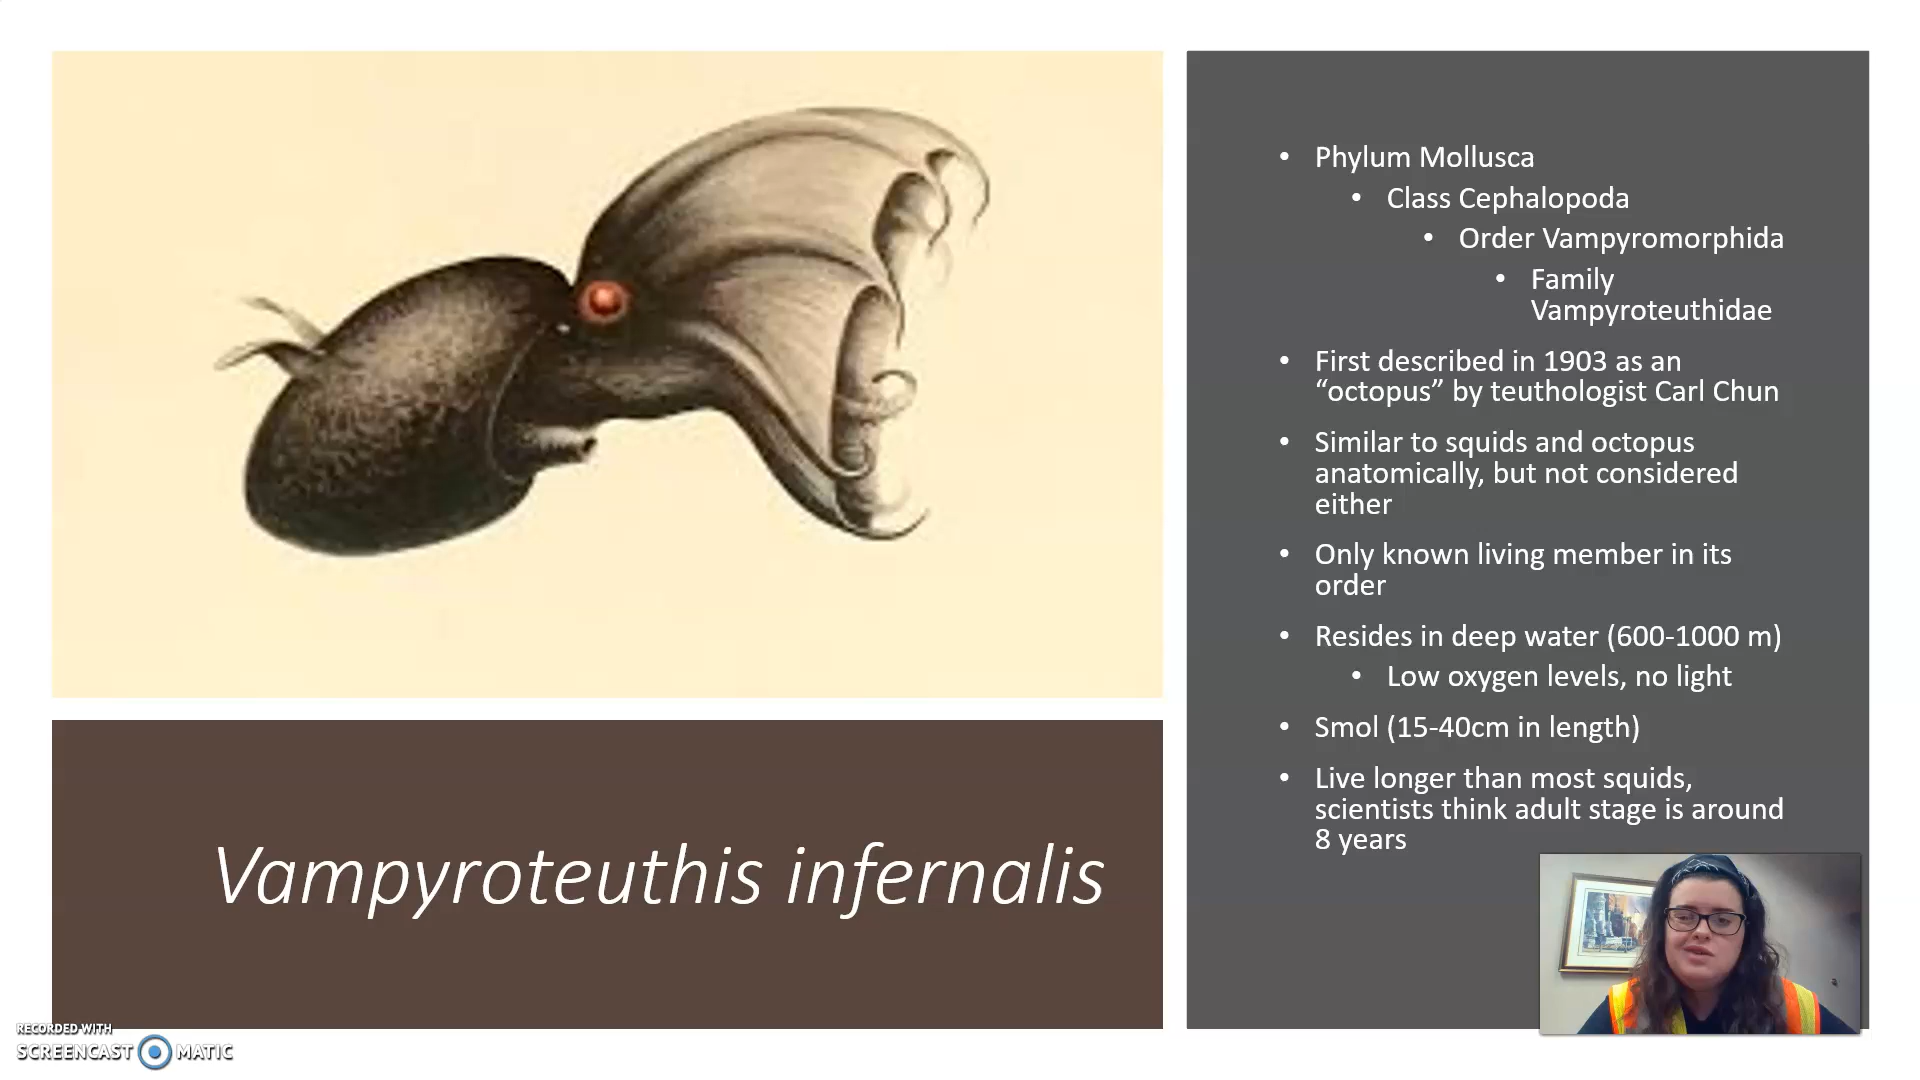 • Phylum Mollusca
• Class Cephalopoda
• Order Vampyromorphida
• Family
Vampyroteuthidae
• First described in 1903 as an
“octopus” by teuthologist Carl Chun
• Similar to squids and octopus
anatomically, but not considered
either
• Only known living member in its
order
• Resides in deep water (600-1000 m)
• Low oxygen levels, no light
• Smol (15-40cm in length)
• Live longer than most squids,
scientists think adult stage is around
8 years
Vampyroteuthis infernalis
RECORDED WITH
SCREENCAST MATIC